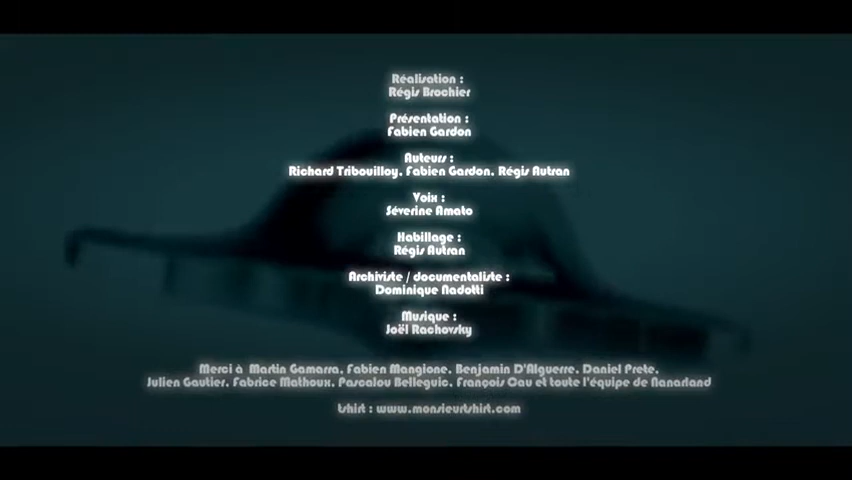 Réalisation :
Régis Brochier
Présentation :
Fabien Gardon
Auteurs :
Richard Tribouilloy, Fabien Gardon, Régis Autran
Voix :
Séverine Amato
Habillage :
Régis Autran
Archiviste / documentaliste :
Dominique Nadotti
Musique :
Joël Rachovsky
Merci à Martin Gamarra, Fabien Mangione, Benjamin D'Alguerre, Daniel Prete,
Julien Gautier, Fabrice Mathoux, Pascalou Belleguic, François Cau et toute l'équipe de Nanarland
tshirt : www.monsieurtshirt.com